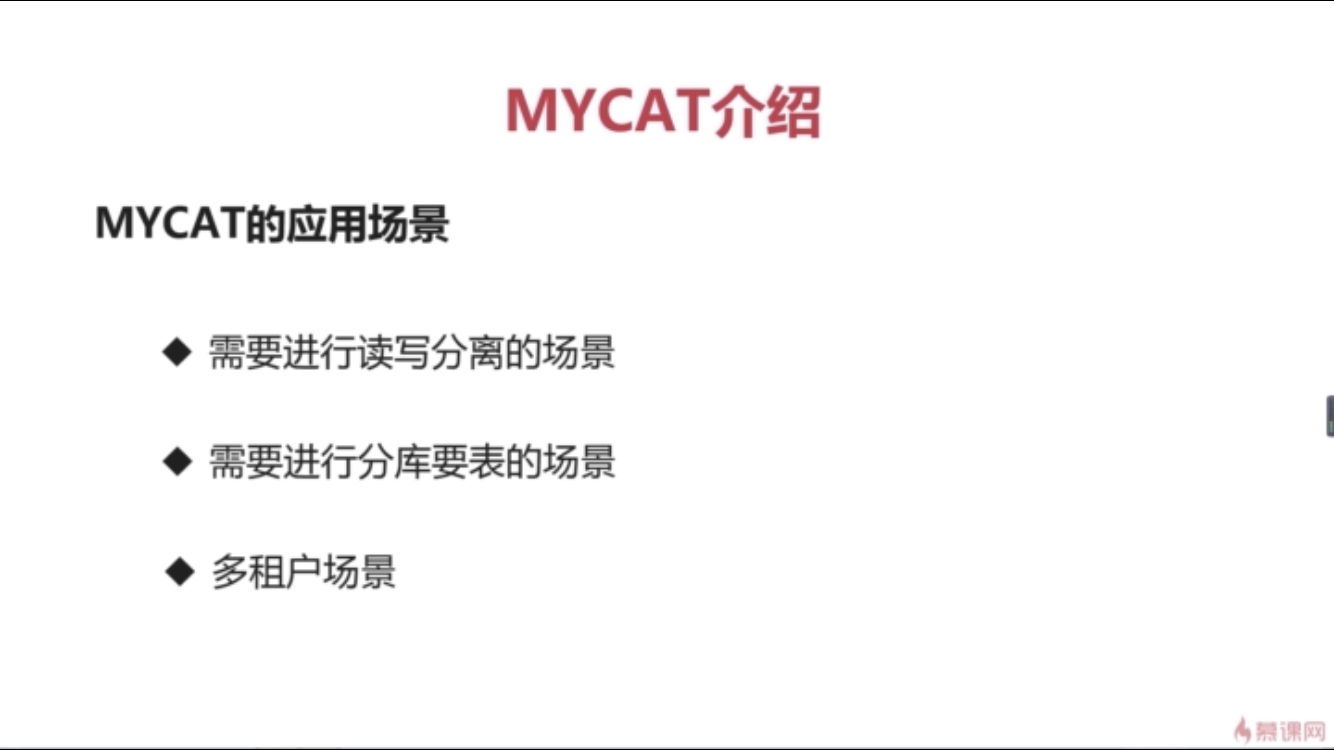 MYCAT介绍
MYCAT的应用场景
◆ 需要进行读写分离的场景
◆ 需要进行分库要表的场景
◆ 多租户场景
慕课网